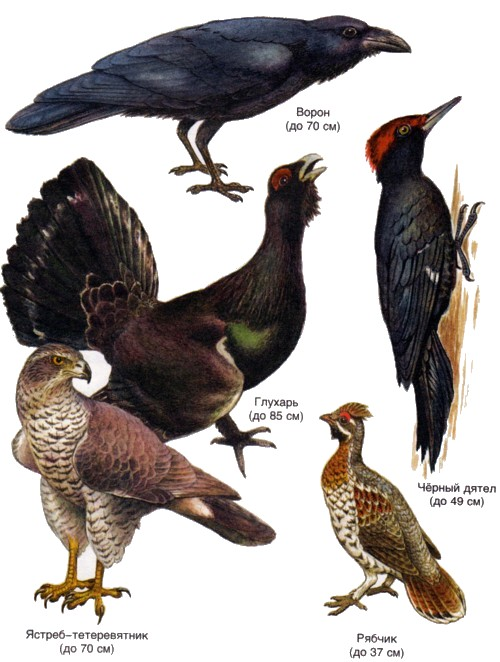 Ворон
(до 70 см)
Глухарь
(до 85 см)
Чёрный дятел
(до 49 см)
Ястреб-тетеревятник
(до 70 см)
Рябчик
(до 37 см)